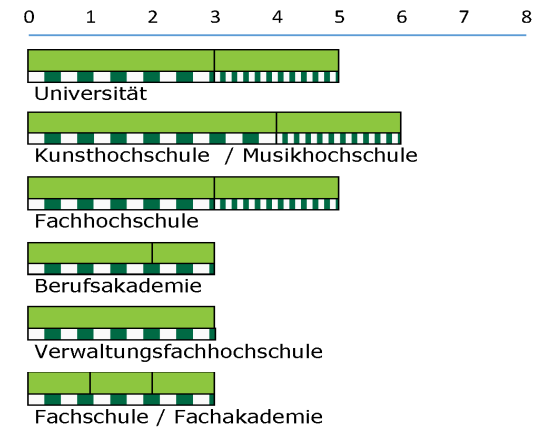 0 1 2 3 4 5 6 7 8
Universität
Kunsthochschule / Musikhochschule
Fachhochschule
Berufsakademie
Verwaltungsfachhochschule
Fachschule / Fachakademie